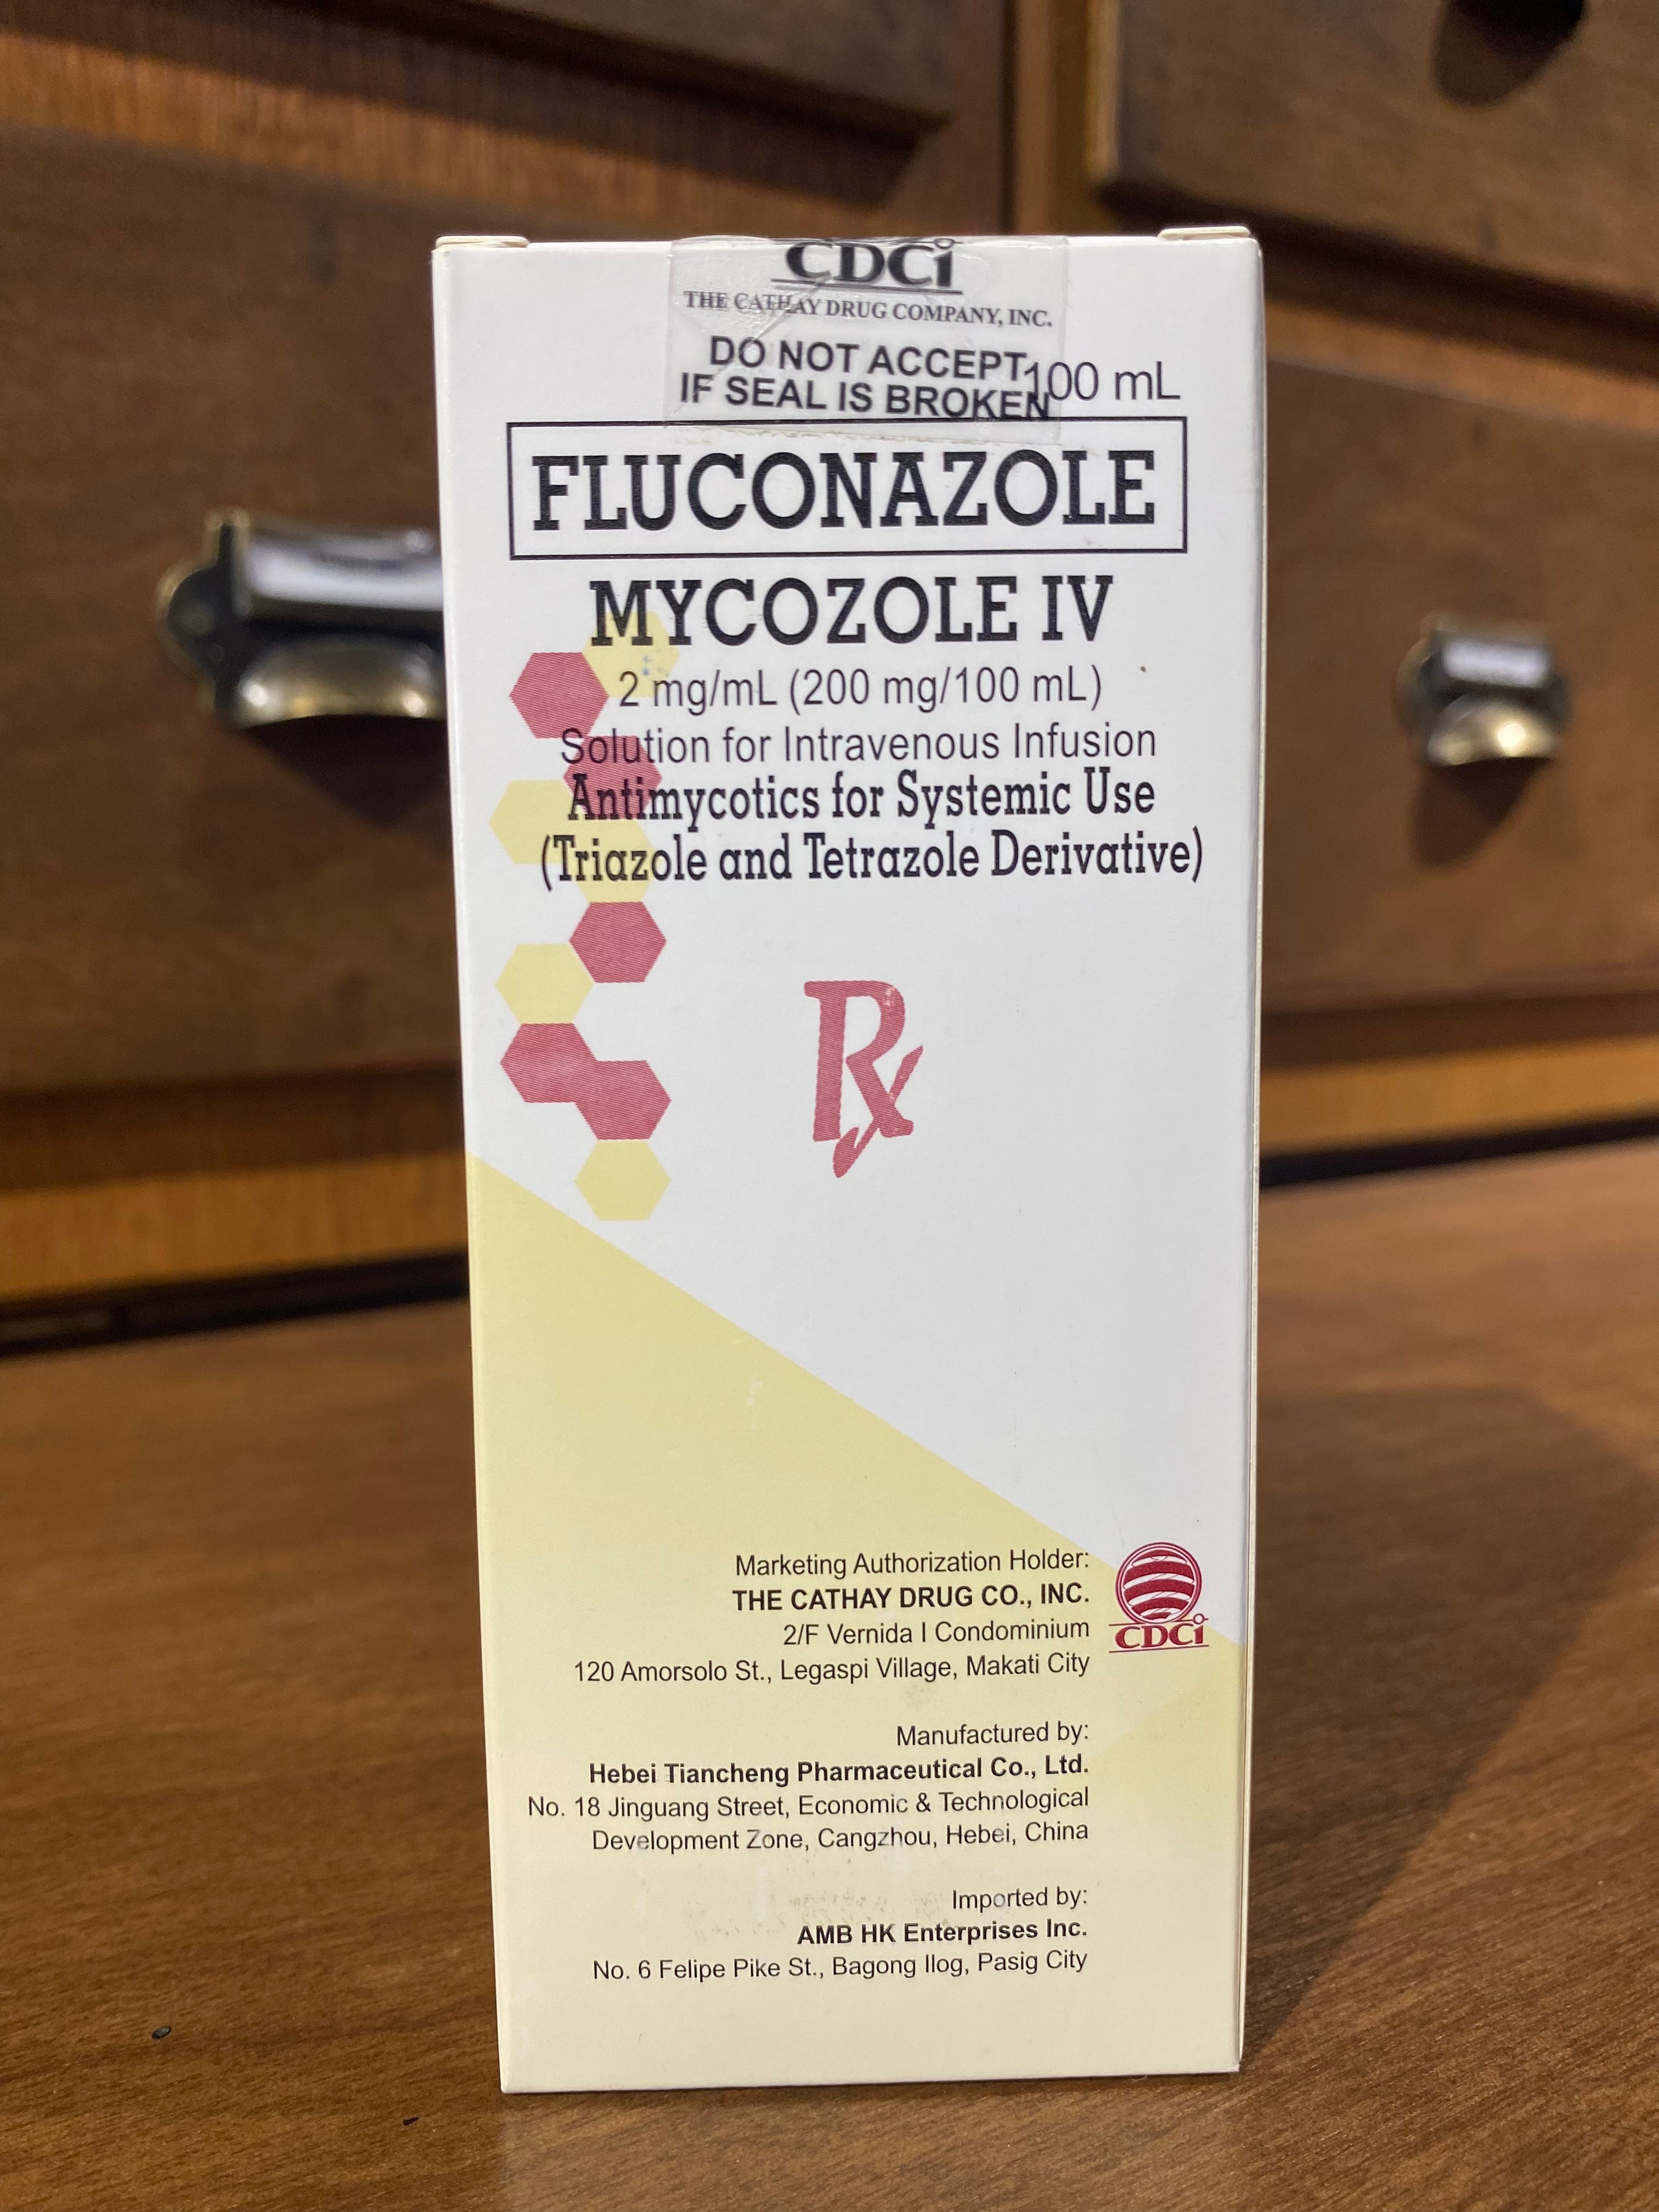 CDCi
THE CATHAY DRUG COMPANY, INC.
DO NOT ACCEPT
IF SEAL IS BROKEN
100 mL
FLUCONAZOLE
MYCOZOLE IV
2 mg/mL (200 mg/100 mL)
Solution for Intravenous Infusion
Antimycotics for Systemic Use
(Triazole and Tetrazole Derivative)
Rx
Marketing Authorization Holder:
THE CATHAY DRUG CO., INC.
2/F Vernida I Condominium
120 Amorsolo St., Legaspi Village, Makati City
CDCi
Manufactured by:
Hebei Tiancheng Pharmaceutical Co., Ltd.
No. 18 Jinguang Street, Economic & Technological
Development Zone, Cangzhou, Hebei, China
Imported by:
AMB HK Enterprises Inc.
No. 6 Felipe Pike St., Bagong Ilog, Pasig City